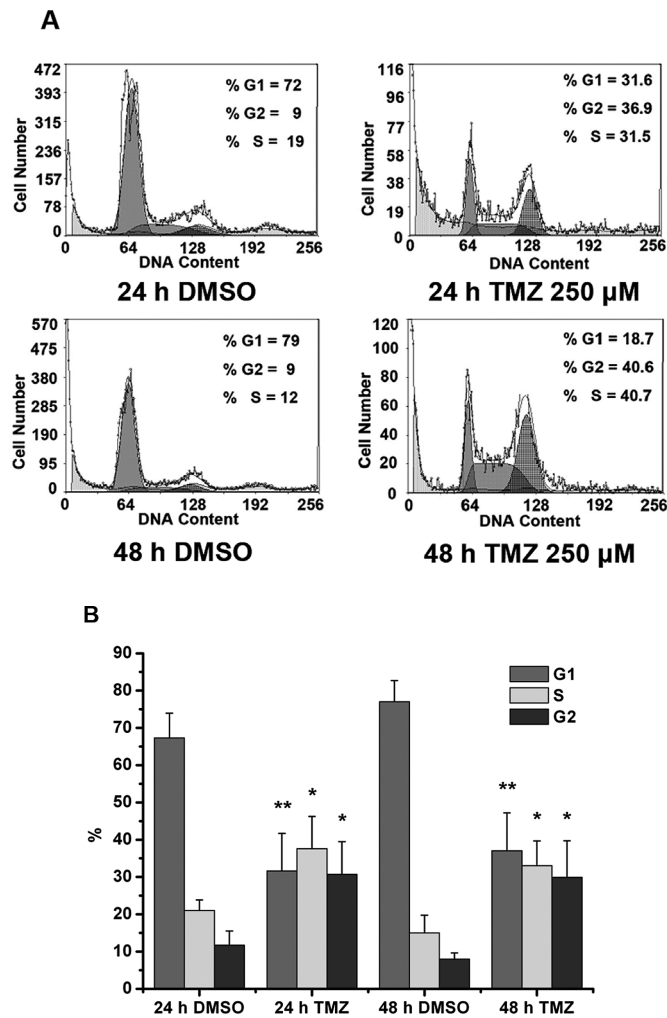 A
472
393
315
236
157
78
0
Cell Number
% G1 = 72
% G2 = 9
% S = 19
0 64 128 192 256
DNA Content
24 h DMSO
116
96
77
58
38
19
0
Cell Number
% G1 = 31.6
% G2 = 36.9
% S = 31.5
0 64 128 192 256
DNA Content
24 h TMZ 250 µM
570
475
380
285
190
95
0
Cell Number
% G1 = 79
% G2 = 9
% S = 12
0 64 128 192 256
DNA Content
48 h DMSO
120
100
80
60
40
20
0
Cell Number
% G1 = 18.7
% G2 = 40.6
% S = 40.7
0 64 128 192 256
DNA Content
48 h TMZ 250 µM
B
90
80
70
60
50
40
30
20
10
0
%
G1
S
G2
** * *
** * *
24 h DMSO 24 h TMZ 48 h DMSO 48 h TMZ